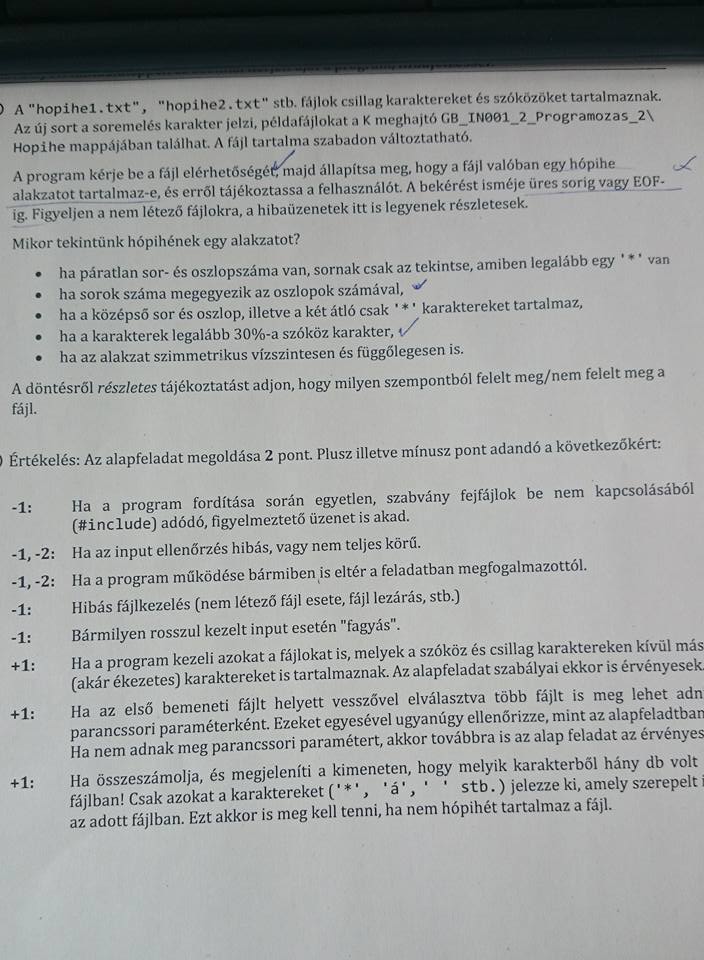 A "hopihe1.txt", "hopihe2.txt" stb. fájlok csillag karaktereket és szóközöket tartalmaznak.
Az új sort a soremelés karakter jelzi, példafájlokat a K meghajtó GB_IN001_2_Programozas_2\
Hopihe mappájában találhat. A fájl tartalma szabadon változtatható.
A program kérje be a fájl elérhetőségét, majd állapítsa meg, hogy a fájl valóban egy hópihe
alakzatot tartalmaz-e, és erről tájékoztassa a felhasználót. A bekérést isméje üres sorig vagy EOF-
ig. Figyeljen a nem létező fájlokra, a hibaüzenetek itt is legyenek részletesek.
Mikor tekintünk hópihének egy alakzatot?
• ha páratlan sor- és oszlopszáma van, sornak csak az tekintse, amiben legalább egy '*' van
• ha sorok száma megegyezik az oszlopok számával,
• ha a középső sor és oszlop, illetve a két átló csak '*' karaktereket tartalmaz,
• ha a karakterek legalább 30%-a szóköz karakter,
• ha az alakzat szimmetrikus vízszintesen és függőlegesen is.
A döntésről részletes tájékoztatást adjon, hogy milyen szempontból felelt meg/nem felelt meg a
fájl.
Értékelés: Az alapfeladat megoldása 2 pont. Plusz illetve mínusz pont adandó a következőkért:
-1: Ha a program fordítása során egyetlen, szabvány fejfájlok be nem kapcsolásából
(#include) adódó, figyelmeztető üzenet is akad.
-1, -2: Ha az input ellenőrzés hibás, vagy nem teljes körű.
-1, -2: Ha a program működése bármiben is eltér a feladatban megfogalmazottól.
-1: Hibás fájlkezelés (nem létező fájl esete, fájl lezárás, stb.)
-1: Bármilyen rosszul kezelt input esetén "fagyás".
+1: Ha a program kezeli azokat a fájlokat is, melyek a szóköz és csillag karaktereken kívül más
(akár ékezetes) karaktereket is tartalmaznak. Az alapfeladat szabályai ekkor is érvényesek
+1: Ha az első bemeneti fájlt helyett vesszővel elválasztva több fájlt is meg lehet adn
parancssori paraméterként. Ezeket egyesével ugyanúgy ellenőrizze, mint az alapfeladtban
Ha nem adnak meg parancssori paramétert, akkor továbbra is az alap feladat az érvényes
+1: Ha összeszámolja, és megjeleníti a kimeneten, hogy melyik karakterből hány db volt
fájlban! Csak azokat a karaktereket ('*', 'á', ' ' stb.) jelezze ki, amely szerepelt i
az adott fájlban. Ezt akkor is meg kell tenni, ha nem hópihét tartalmaz a fájl.